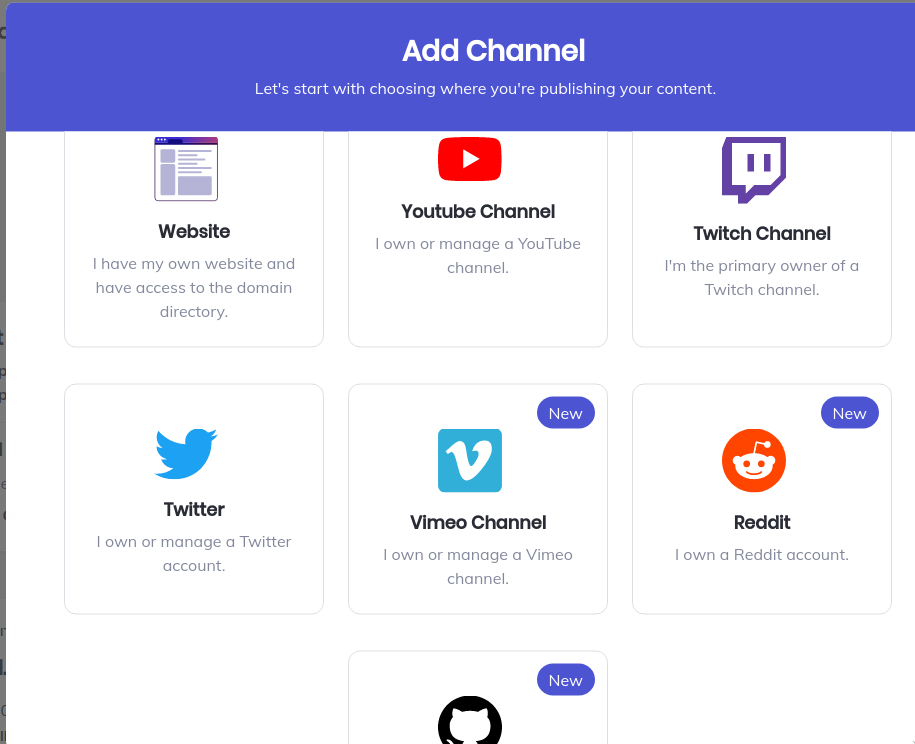 Add Channel
Let's start with choosing where you're publishing your content.
Website
I have my own website and
have access to the domain
directory.
Youtube Channel
I own or manage a YouTube
channel.
Twitch Channel
I'm the primary owner of a
Twitch channel.
Twitter
I own or manage a Twitter
account.
New
Vimeo Channel
I own or manage a Vimeo
channel.
New
Reddit
I own a Reddit account.
New